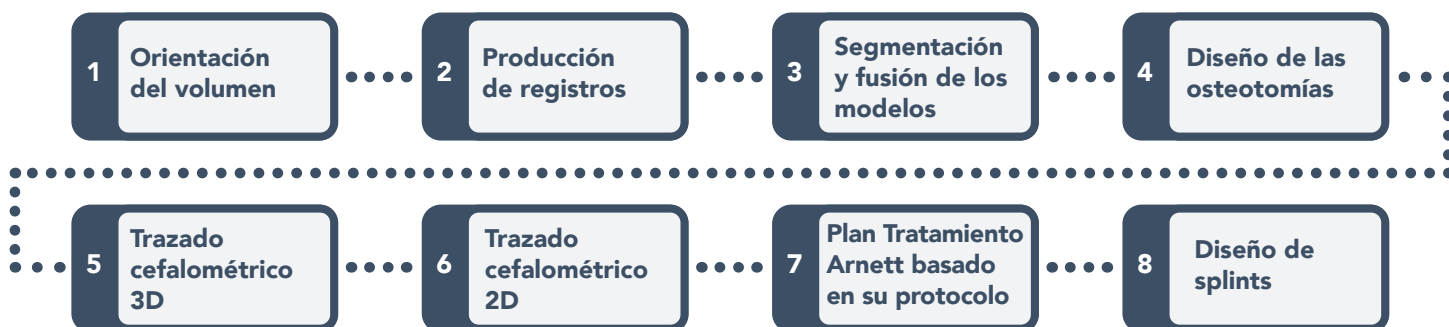 1
Orientación
del volumen
2
Producción
de registros
3
Segmentación
y fusión de los
modelos
4
Diseño de las
osteotomías
5
Trazado
cefalométrico
3D
6
Trazado
cefalométrico
2D
7
Plan Tratamiento
Arnett basado
en su protocolo
8
Diseño de
splints